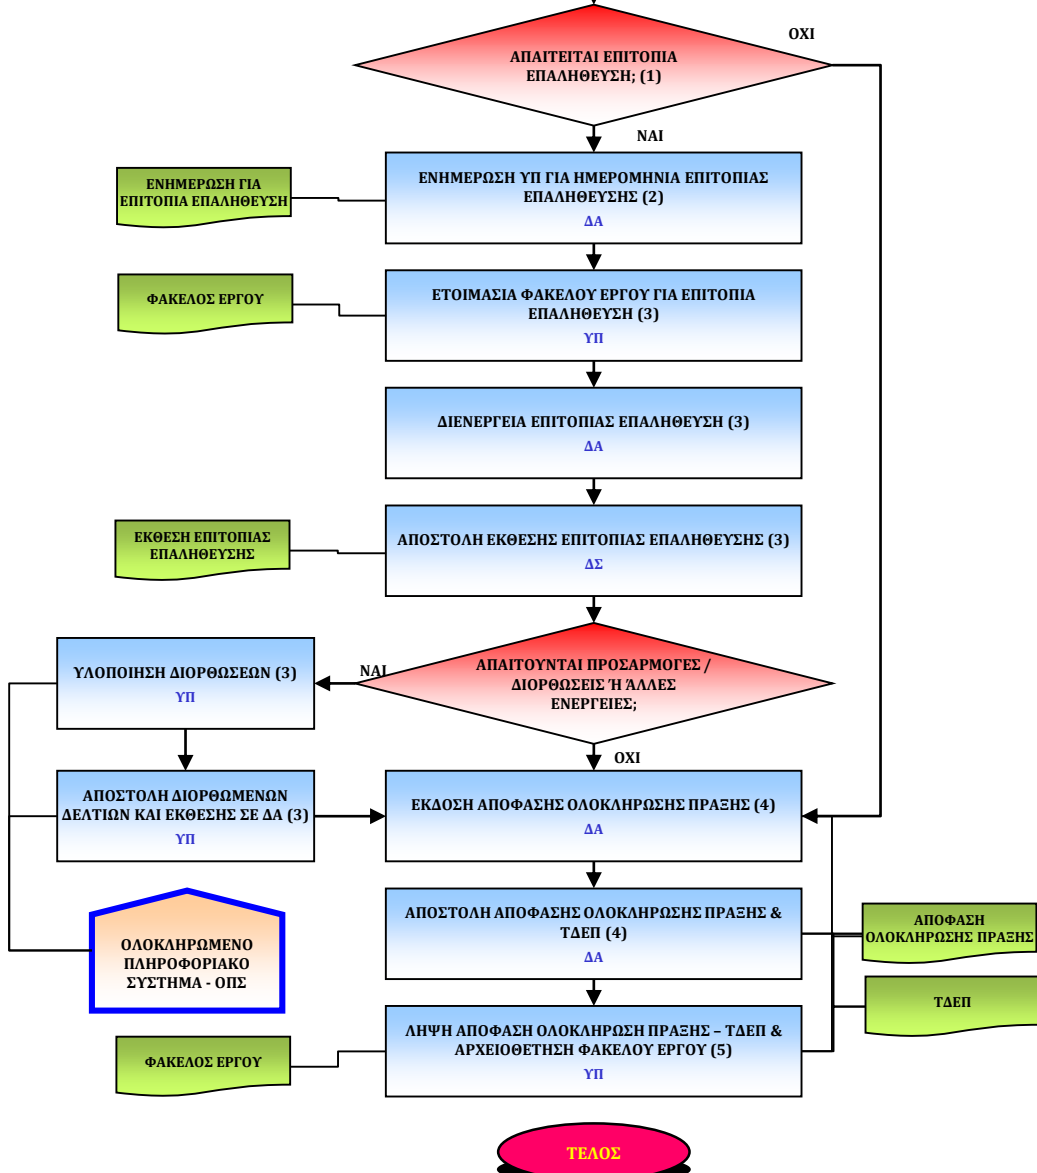 ΟΧΙ
ΑΠΑΙΤΕΙΤΑΙ ΕΠΙΤΟΠΙΑ
ΕΠΑΛΗΘΕΥΣΗ; (1)
ΝΑΙ
ΕΝΗΜΕΡΩΣΗ ΓΙΑ
ΕΠΙΤΟΠΙΑ ΕΠΑΛΗΘΕΥΣΗ
ΕΝΗΜΕΡΩΣΗ ΥΠ ΓΙΑ ΗΜΕΡΟΜΗΝΙΑ ΕΠΙΤΟΠΙΑΣ
ΕΠΑΛΗΘΕΥΣΗΣ (2)
ΔΑ
ΦΑΚΕΛΟΣ ΕΡΓΟΥ
ΕΤΟΙΜΑΣΙΑ ΦΑΚΕΛΟΥ ΕΡΓΟΥ ΓΙΑ ΕΠΙΤΟΠΙΑ
ΕΠΑΛΗΘΕΥΣΗ (3)
ΥΠ
ΔΙΕΝΕΡΓΕΙΑ ΕΠΙΤΟΠΙΑΣ ΕΠΑΛΗΘΕΥΣΗ (3)
ΔΑ
ΕΚΘΕΣΗ ΕΠΙΤΟΠΙΑΣ
ΕΠΑΛΗΘΕΥΣΗΣ
ΑΠΟΣΤΟΛΗ ΕΚΘΕΣΗΣ ΕΠΙΤΟΠΙΑΣ ΕΠΑΛΗΘΕΥΣΗΣ (3)
ΔΣ
ΥΛΟΠΟΙΗΣΗ ΔΙΟΡΘΩΣΕΩΝ (3)
ΥΠ
ΝΑΙ
ΑΠΑΙΤΟΥΝΤΑΙ ΠΡΟΣΑΡΜΟΓΕΣ /
ΔΙΟΡΘΩΣΕΙΣ Ή ΆΛΛΕΣ
ΕΝΕΡΓΕΙΕΣ;
ΟΧΙ
ΑΠΟΣΤΟΛΗ ΔΙΟΡΘΩΜΕΝΩΝ
ΔΕΛΤΙΩΝ ΚΑΙ ΕΚΘΕΣΗΣ ΣΕ ΔΑ (3)
ΥΠ
ΕΚΔΟΣΗ ΑΠΟΦΑΣΗΣ ΟΛΟΚΛΗΡΩΣΗΣ ΠΡΑΞΗΣ (4)
ΔΑ
ΟΛΟΚΛΗΡΩΜΕΝΟ
ΠΛΗΡΟΦΟΡΙΑΚΟ
ΣΥΣΤΗΜΑ - ΟΠΣ
ΑΠΟΣΤΟΛΗ ΑΠΟΦΑΣΗΣ ΟΛΟΚΛΗΡΩΣΗΣ ΠΡΑΞΗΣ &
ΤΔΕΠ (4)
ΔΑ
ΑΠΟΦΑΣΗ
ΟΛΟΚΛΗΡΩΣΗΣ ΠΡΑΞΗΣ
ΤΔΕΠ
ΦΑΚΕΛΟΣ ΕΡΓΟΥ
ΛΗΨΗ ΑΠΟΦΑΣΗ ΟΛΟΚΛΗΡΩΣΗ ΠΡΑΞΗΣ – ΤΔΕΠ &
ΑΡΧΕΙΟΘΕΤΗΣΗ ΦΑΚΕΛΟΥ ΕΡΓΟΥ (5)
ΥΠ
ΤΕΛΟΣ